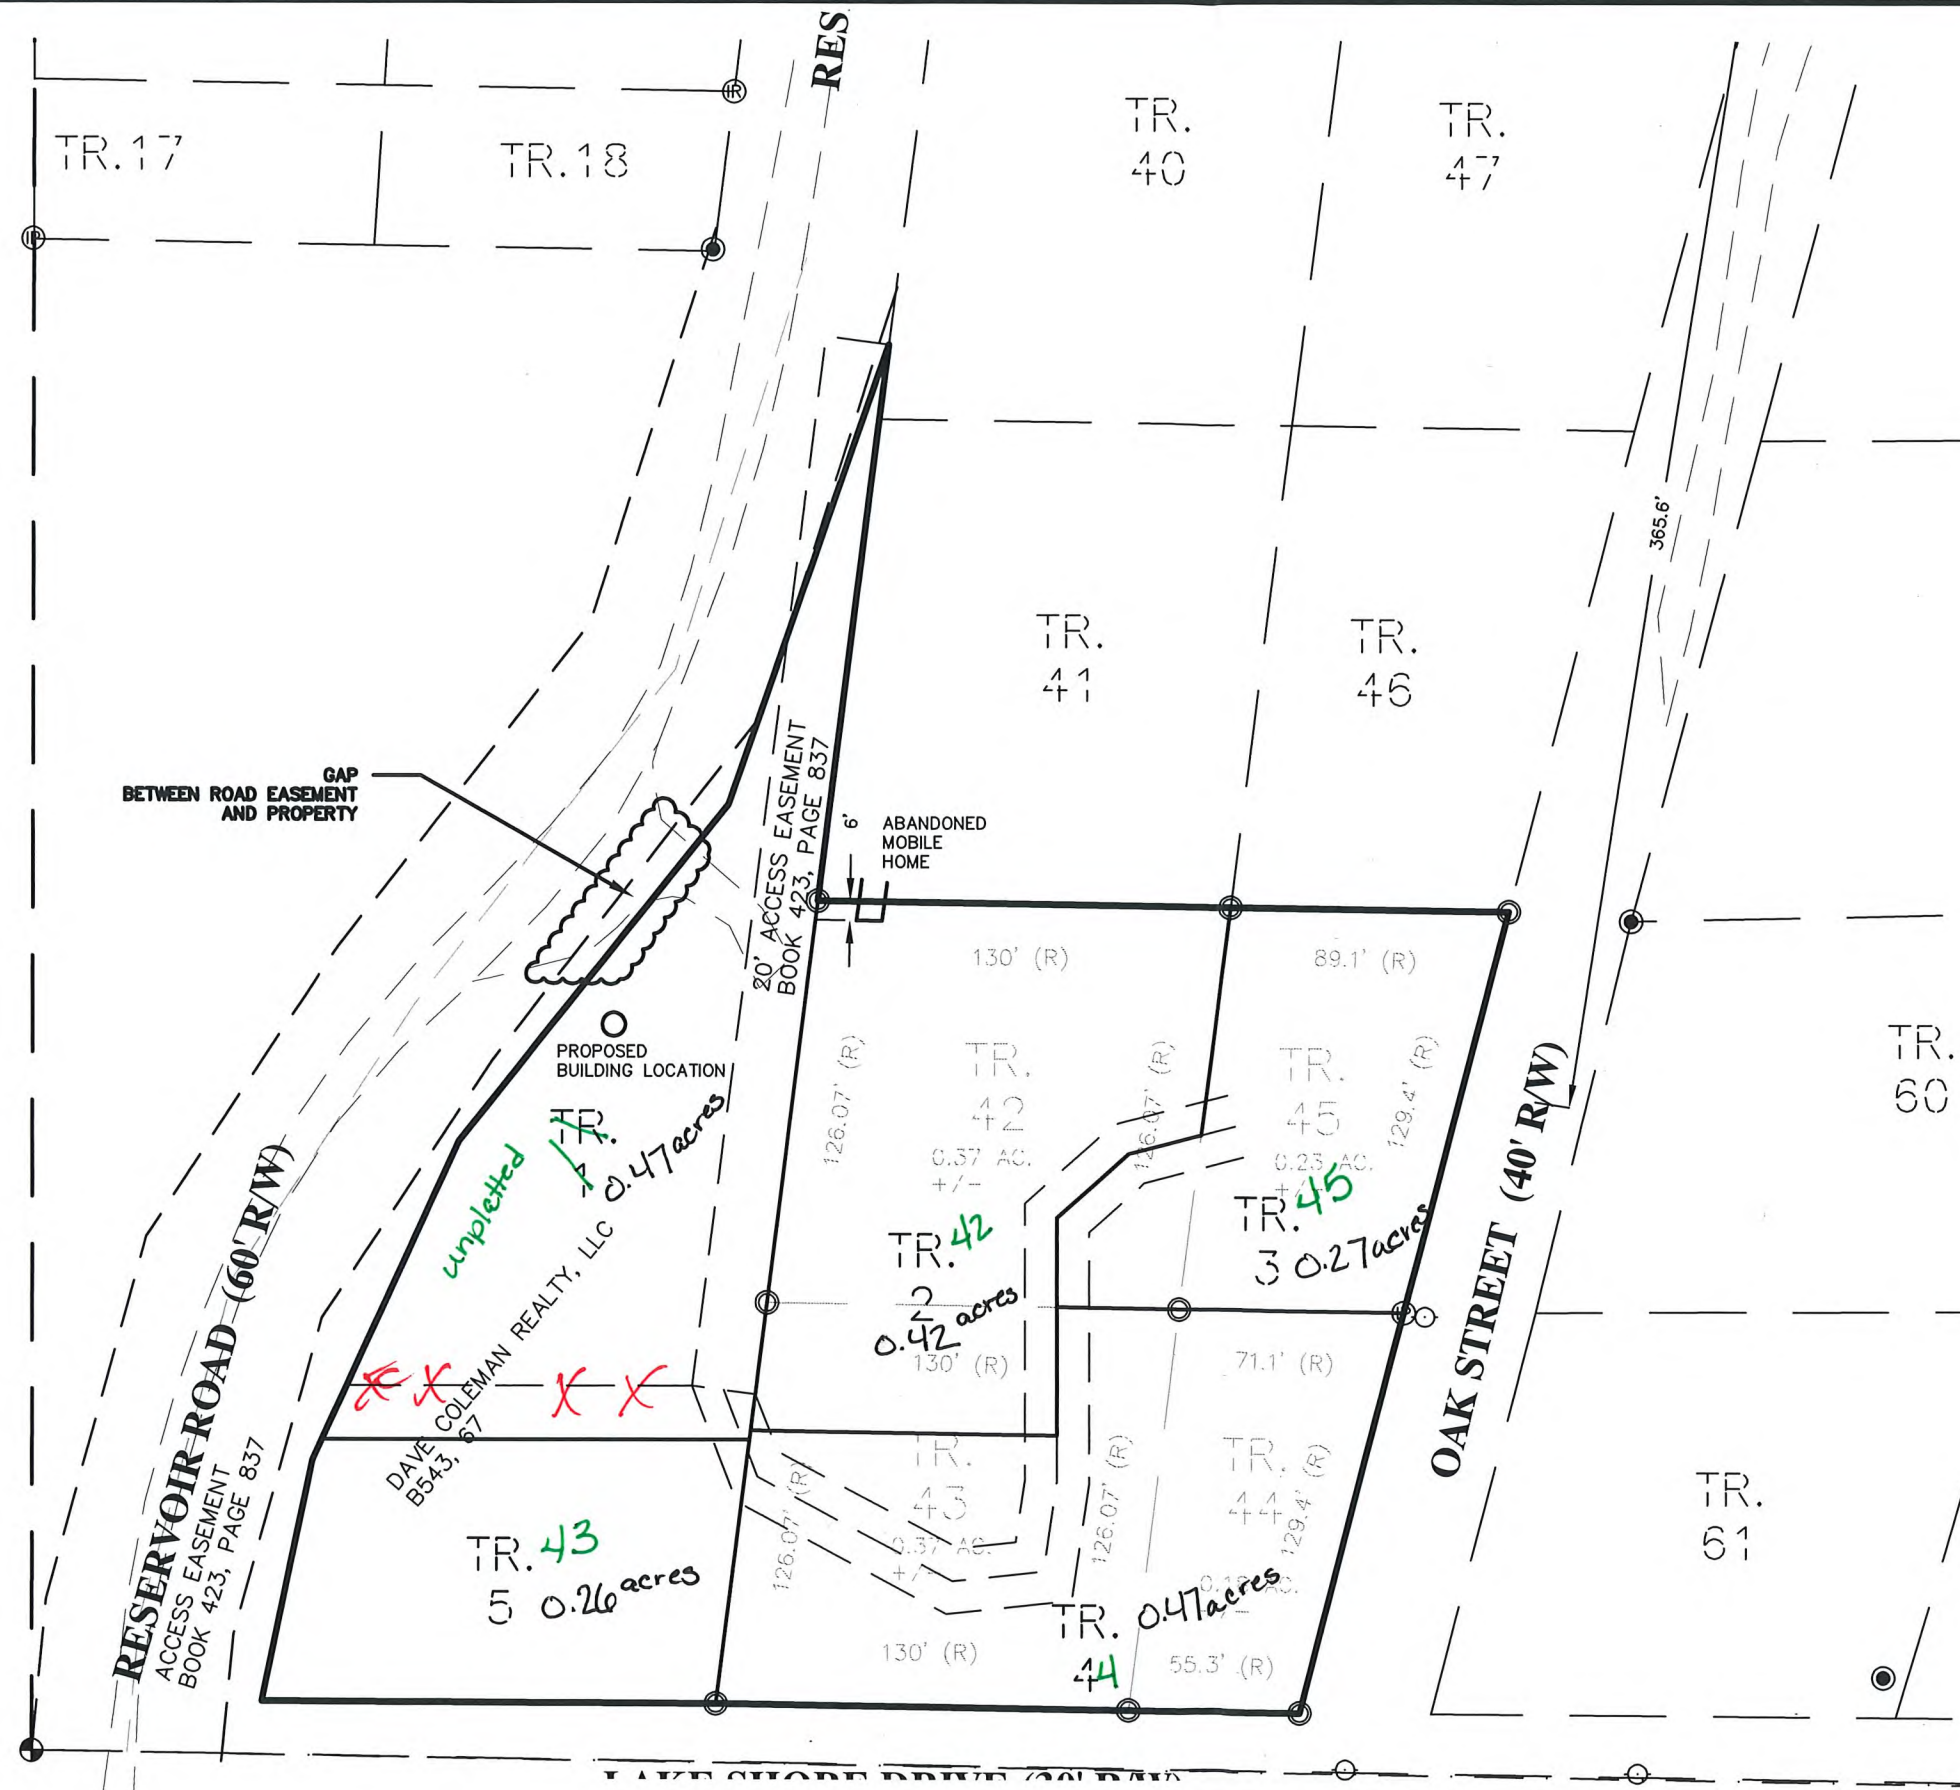 RES
TR.17
TR.18
TR.
40
TR.
47
365.6'
TR.
41
TR.
46
GAP
BETWEEN ROAD EASEMENT
AND PROPERTY
20' ACCESS EASEMENT
BOOK 423, PAGE 837
6'
ABANDONED
MOBILE
HOME
130' (R)
89.1' (R)
PROPOSED
BUILDING LOCATION
TR.
1
0.47 acres
unplatted
126.07' (R)
TR.
42
0.37 AC.
+/-
126.07' (R)
TR.
45
0.23 AC.
+/-
129.4' (R)
TR.
60
TR. 42
2
0.42 acres
TR. 45
3 0.27 acres
130' (R)
71.1' (R)
OAK STREET (40' R/W)
RESERVOIR ROAD (60' R/W)
ACCESS EASEMENT
BOOK 423, PAGE 837
X X X
DAVE COLEMAN REALTY, LLC
B543, 67
TR. 43
5 0.26 acres
126.07' (R)
TR.
43
0.37 AC.
+/-
126.07' (R)
TR.
44
129.4' (R)
TR. 0.47 acres
44
130' (R)
55.3' (R)
TR.
61
LAKE SHORE DRIVE (30' R/W)